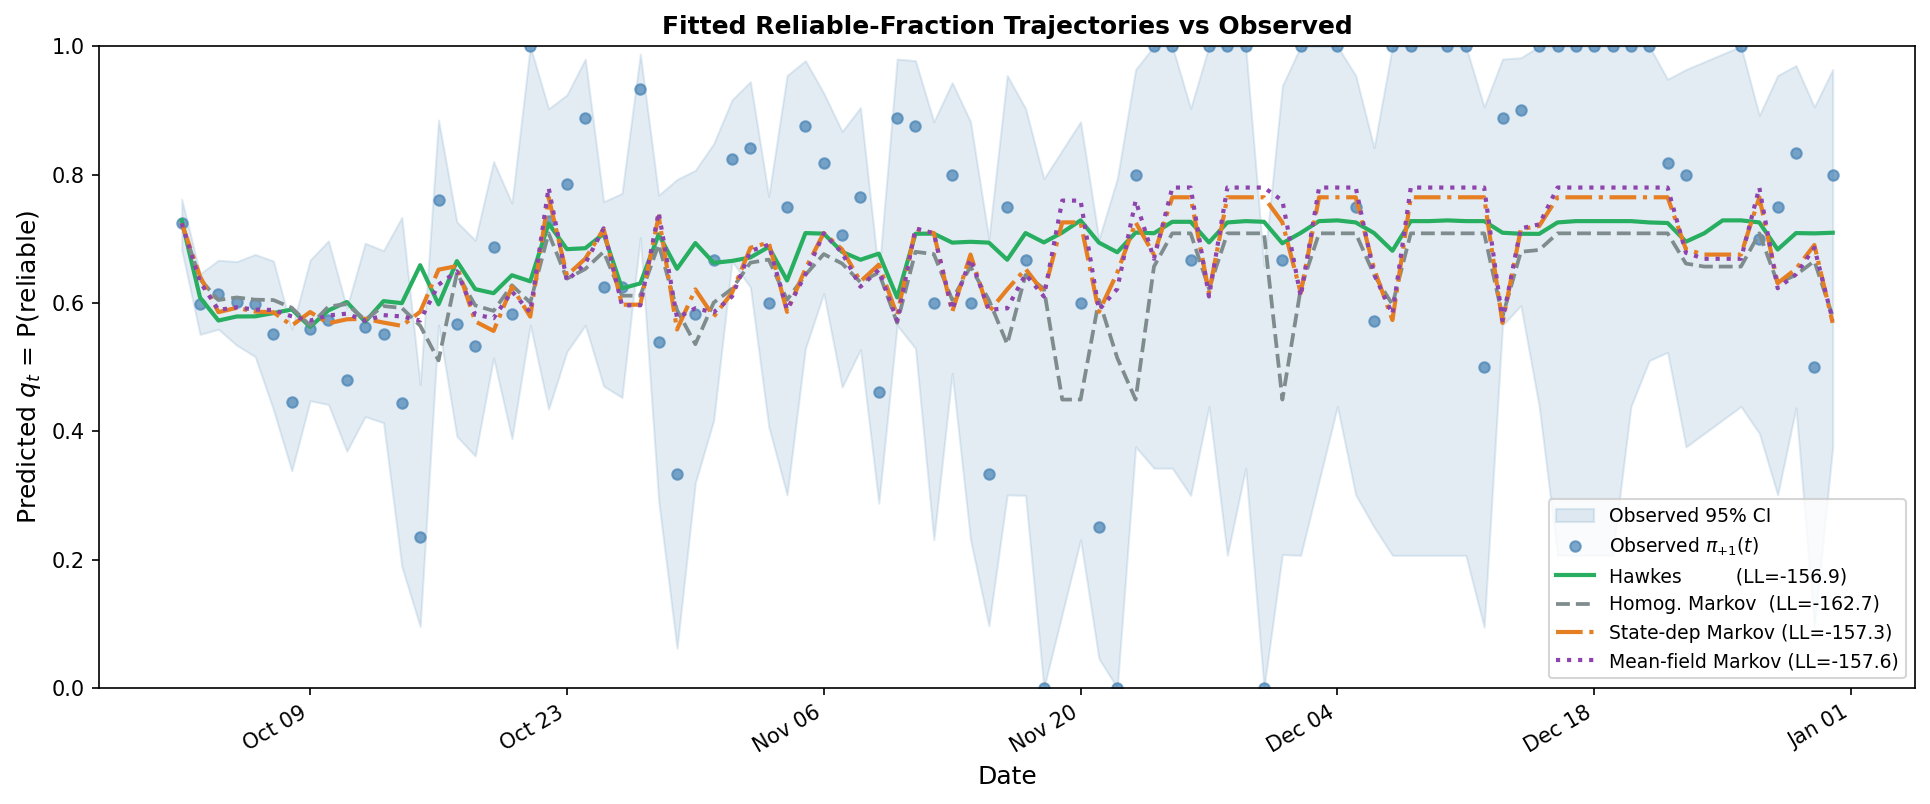 Fitted Reliable-Fraction Trajectories vs Observed
Predicted $q_t$ = P(reliable)
1.0
0.8
0.6
0.4
0.2
0.0
Observed 95% CI
Observed $\pi_{+1}(t)$
Hawkes (LL=-156.9)
Homog. Markov (LL=-162.7)
State-dep Markov (LL=-157.3)
Mean-field Markov (LL=-157.6)
Oct 09
Oct 23
Nov 06
Nov 20
Dec 04
Dec 18
Jan 01
Date